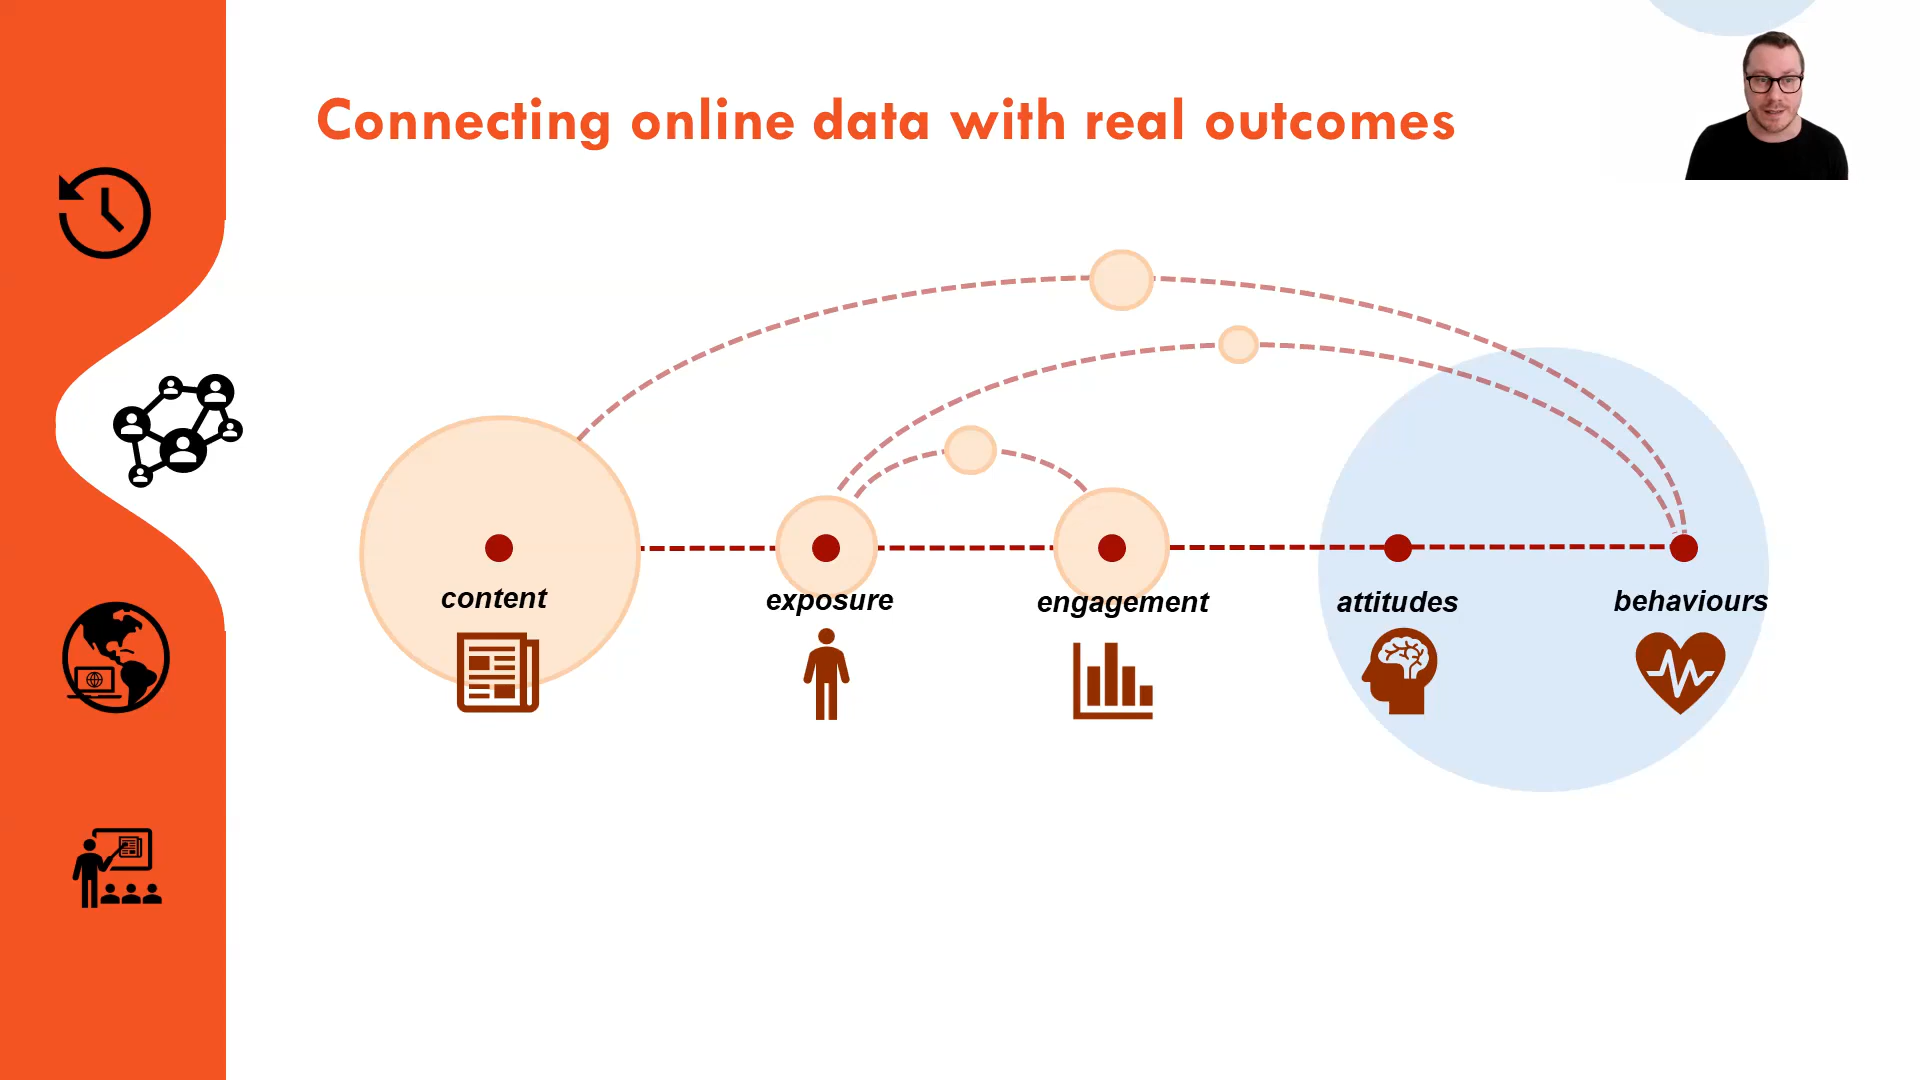 Connecting online data with real outcomes
content
exposure
engagement
attitudes
behaviours